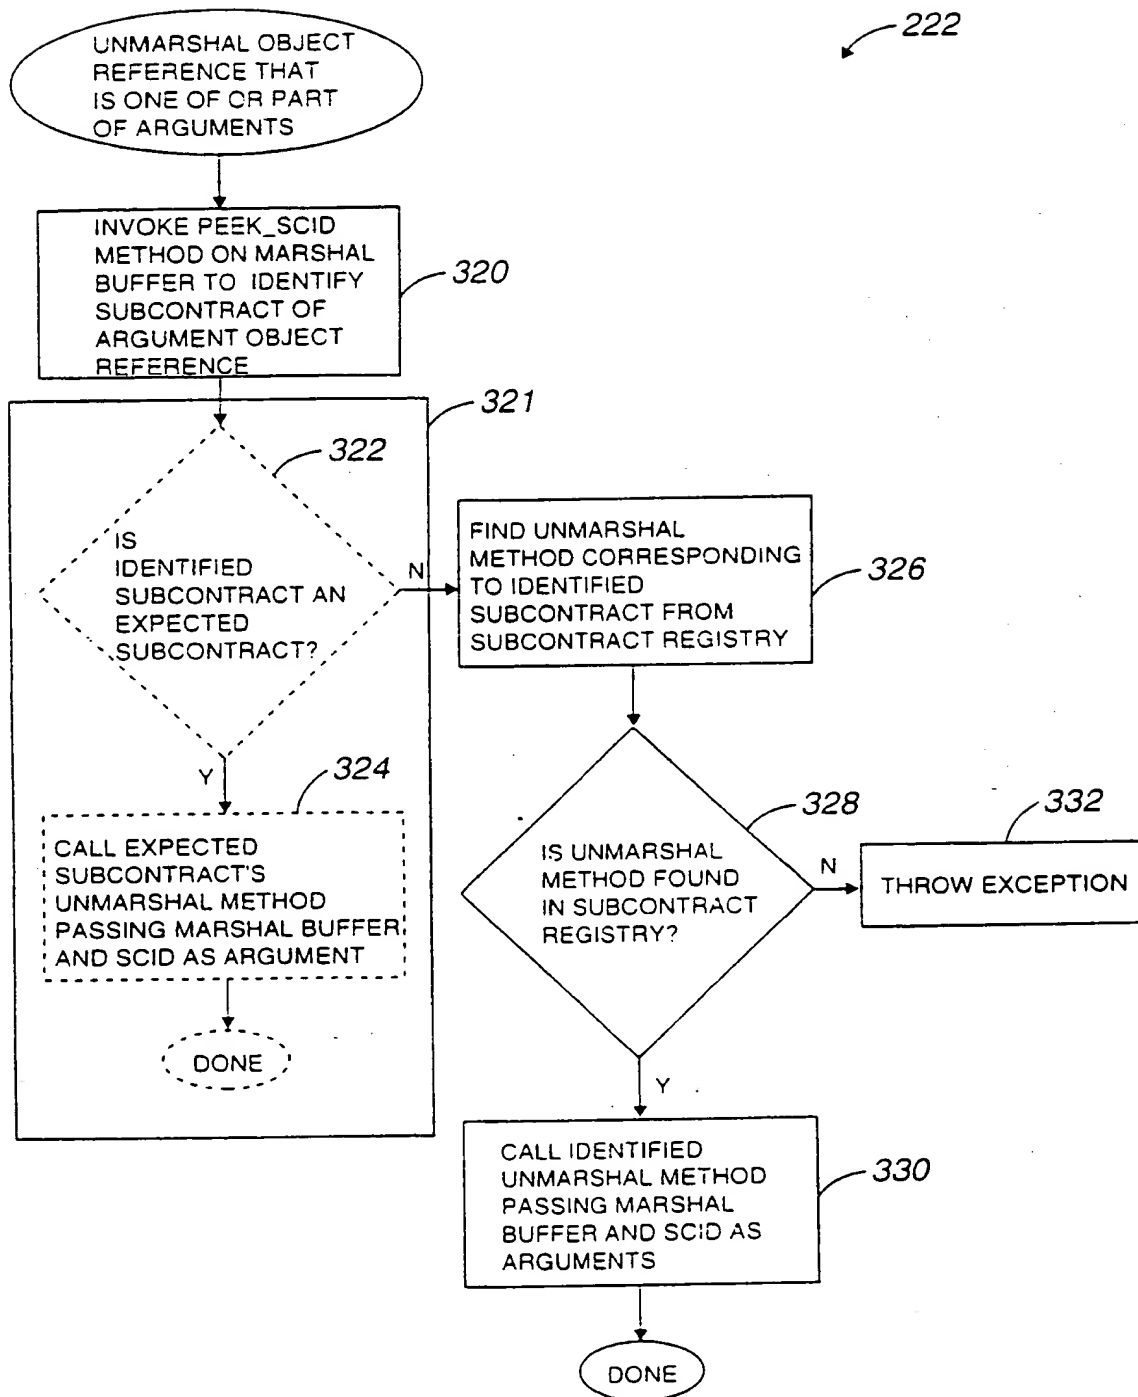 222
UNMARSHAL OBJECT
REFERENCE THAT
IS ONE OF OR PART
OF ARGUMENTS
INVOKE PEEK_SCID
METHOD ON MARSHAL
BUFFER TO IDENTIFY
SUBCONTRACT OF
ARGUMENT OBJECT
REFERENCE
320
321
322
IS
IDENTIFIED
SUBCONTRACT AN
EXPECTED
SUBCONTRACT?
N
Y
324
CALL EXPECTED
SUBCONTRACT'S
UNMARSHAL METHOD
PASSING MARSHAL BUFFER
AND SCID AS ARGUMENT
DONE
FIND UNMARSHAL
METHOD CORRESPONDING
TO IDENTIFIED
SUBCONTRACT FROM
SUBCONTRACT REGISTRY
326
IS UNMARSHAL
METHOD FOUND
IN SUBCONTRACT
REGISTRY?
328
N
332
THROW EXCEPTION
Y
CALL IDENTIFIED
UNMARSHAL METHOD
PASSING MARSHAL
BUFFER AND SCID AS
ARGUMENTS
330
DONE